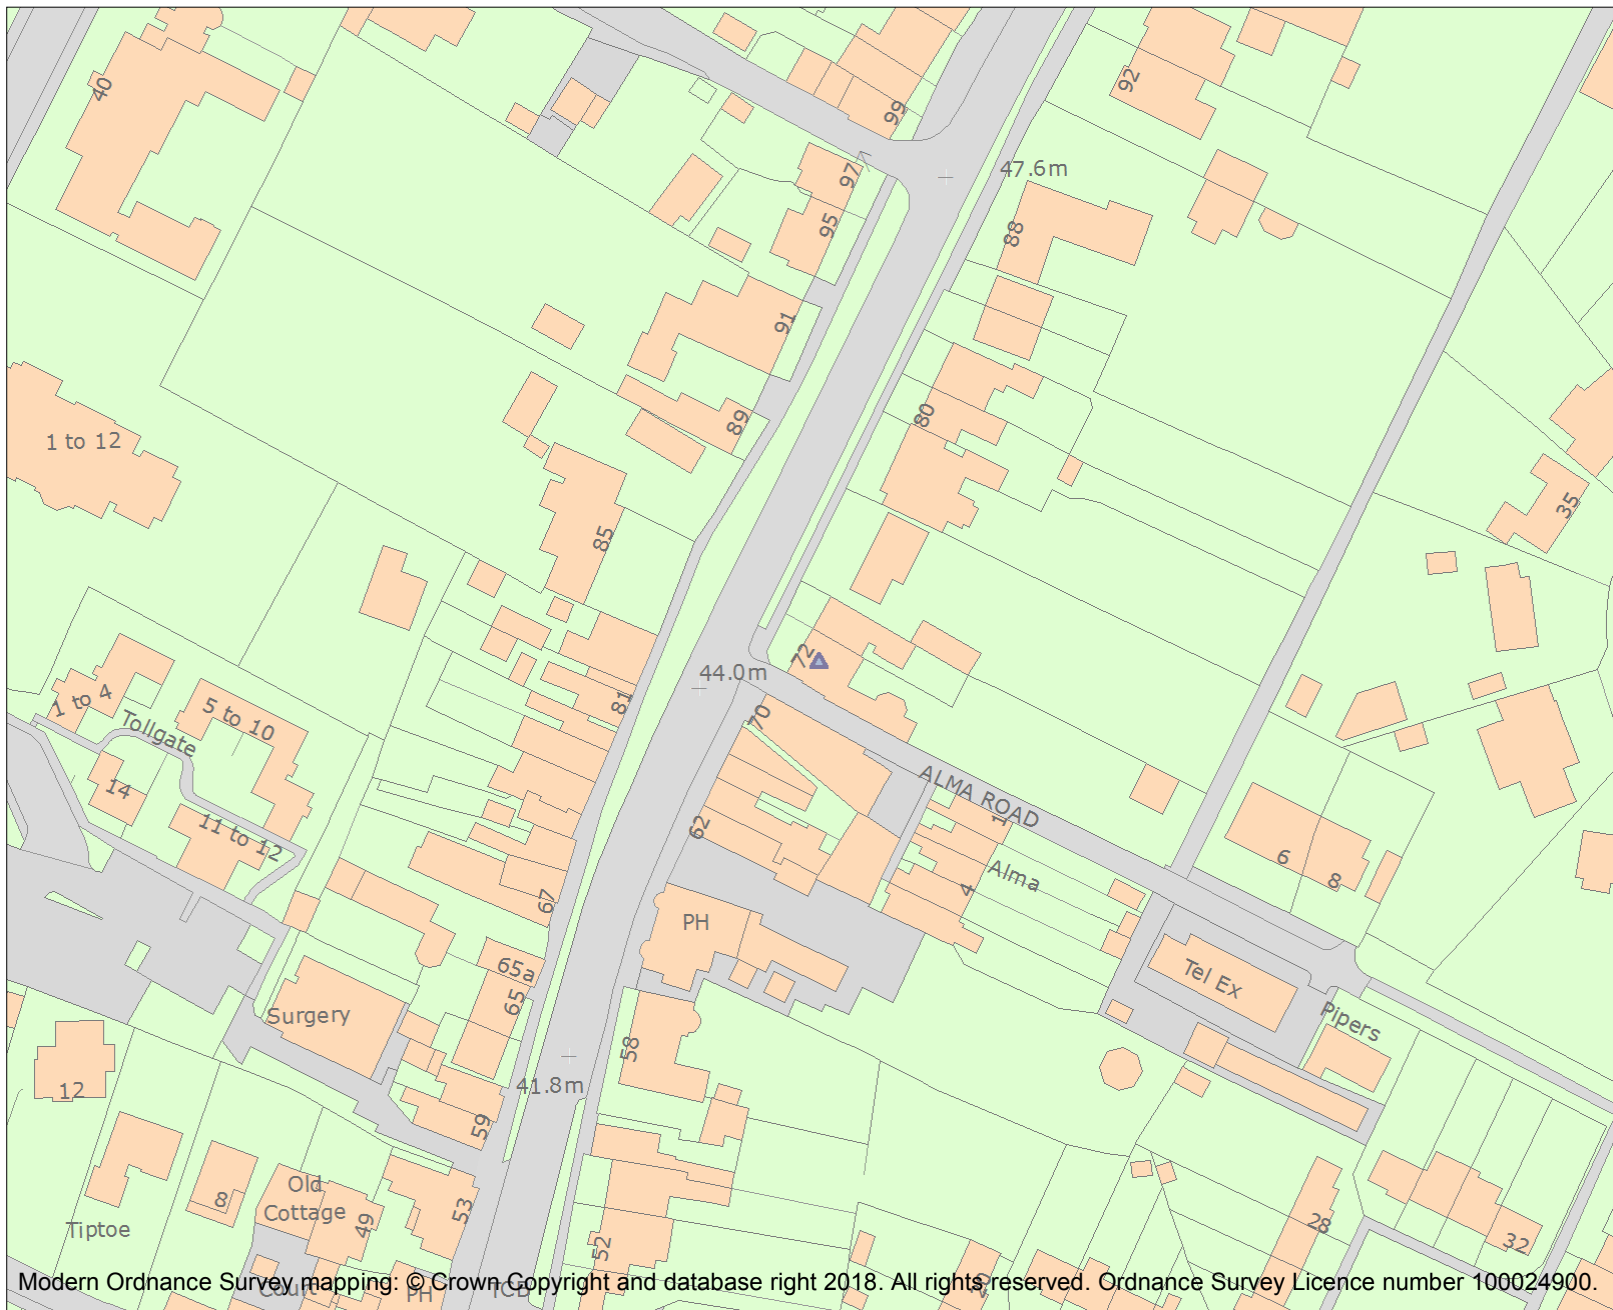 40
92
99
97
47.6m
95
88
91
80
89
1 to 12
35
85
72
44.0m
81
1 to 4
5 to 10
70
Tollgate
ALMA ROAD
14
11 to 12
62
1
6
8
Alma
4
67
PH
65a
65
Tel Ex
Surgery
Pipers
58
41.8m
12
59
8
Old
Cottage
49
53
28
Tiptoe
52
32
Modern Ordnance Survey mapping: © Crown Copyright and database right 2018. All rights reserved. Ordnance Survey Licence number 100024900.
Court
PH
TCB